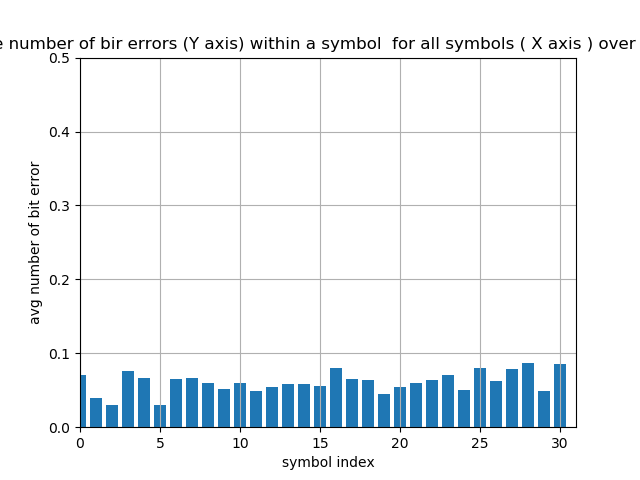 number of bir errors (Y axis) within a symbol  for all symbols ( X axis ) over
0.5
0.4
0.3
0.2
0.1
0.0
avg number of bit error
0 5 10 15 20 25 30
symbol index